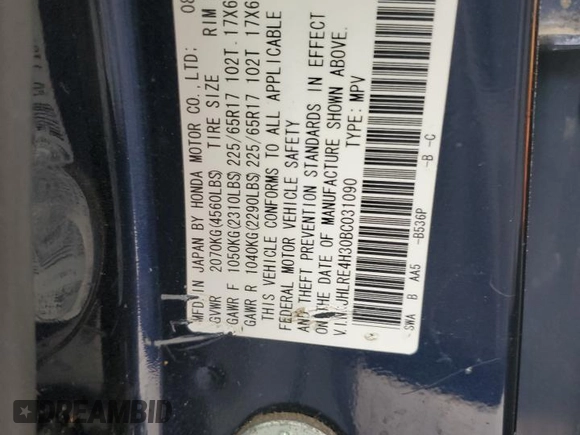 MFD. IN JAPAN BY HONDA MOTOR CO., LTD: 08
GVWR 2070KG(4560LBS) TIRE SIZE RIM
GAWR F 1050KG(2310LBS) 225/65R17 102T 17X6
GAWR R 1040KG(2290LBS) 225/65R17 102T 17X6
THIS VEHICLE CONFORMS TO ALL APPLICABLE
FEDERAL MOTOR VEHICLE SAFETY
AND THEFT PREVENTION STANDARDS IN EFFECT
ON THE DATE OF MANUFACTURE SHOWN ABOVE.
V.I.N.: JHLRE4H30BC031090 TYPE: MPV
SWA B AA5 -B536P -B -C
DREAMBID